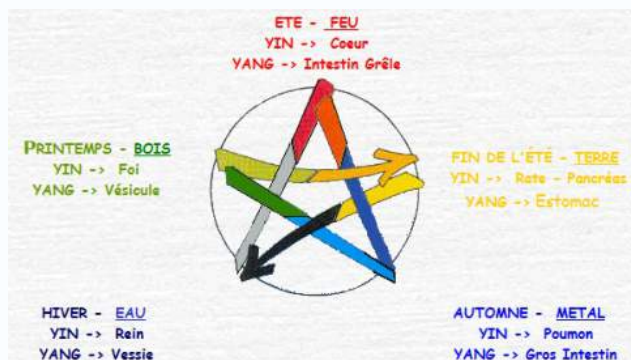 ETE - FEU
YIN -> Coeur
YANG -> Intestin Grêle
PRINTEMPS - BOIS
YIN -> Foi
YANG -> Vésicule
FIN DE L'ÉTÉ - TERRE
YIN -> Rate - Pancréas
YANG -> Estomac
HIVER - EAU
YIN -> Rein
YANG -> Vessie
AUTOMNE - METAL
YIN -> Poumon
YANG -> Gros Intestin